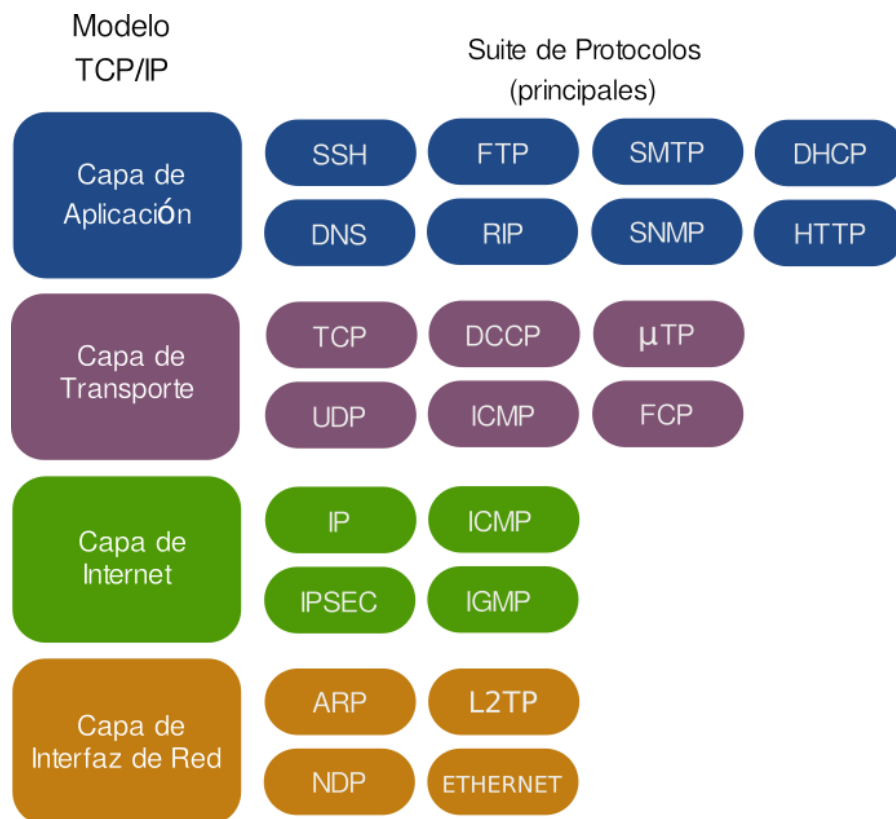 Modelo
TCP/IP
Suite de Protocolos
(principales)
Capa de
Aplicación
SSH
FTP
SMTP
DHCP
DNS
RIP
SNMP
HTTP
Capa de
Transporte
TCP
DCCP
µTP
UDP
ICMP
FCP
Capa de
Internet
IP
ICMP
IPSEC
IGMP
Capa de
Interfaz de Red
ARP
L2TP
NDP
ETHERNET